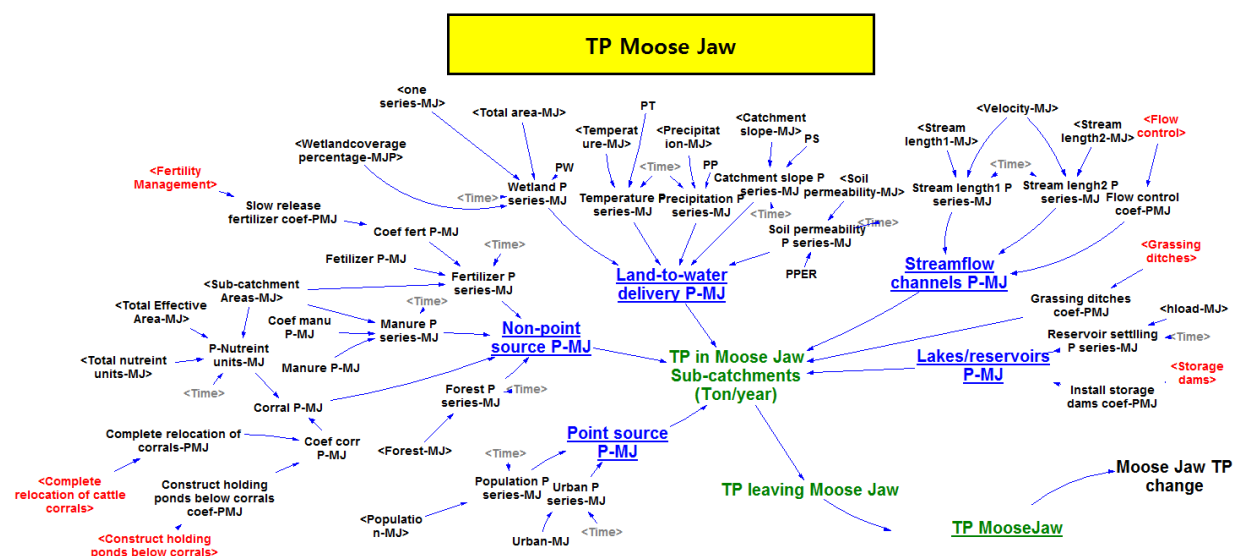 TP Moose Jaw
<one
series-MJ>
<Total area-MJ>
PT
<Velocity-MJ>
<Wetlandcoverage
percentage-MJP>
PW
<Temperat
ure-MJ>
<Precipitat
ion-MJ>
<Catchment
slope-MJ>
PS
<Stream
length1-MJ>
<Stream
length2-MJ>
<Flow
control>
<Fertility
Management>
<Time>
Wetland P
series-MJ
<Time>
PP
Temperature P
series-MJ
Precipitation P
series-MJ
Catchment slope P
series-MJ
<Soil
permeability-MJ>
<Time>
Stream length1 P
series-MJ
Stream lengh2 P
series-MJ
Flow control
coef-PMJ
Slow release
fertilizer coef-PMJ
<Time>
Soil permeability
P series-MJ
<Time>
Coef fert P-MJ
<Time>
Fetilizer P-MJ
Fertilizer P
series-MJ
Land-to-water
delivery P-MJ
PPER
Streamflow
channels P-MJ
<Grassing
ditches>
<Sub-catchment
Areas-MJ>
<Time>
Grassing ditches
coef-PMJ
<hload-MJ>
<Total Effective
Area-MJ>
Coef manu
P-MJ
Manure P
series-MJ
Non-point
source P-MJ
Reservoir settlling
P series-MJ
<Time>
P-Nutreint
units-MJ
<Total nutreint
units-MJ>
Manure P-MJ
TP in Moose Jaw
Sub-catchments
(Ton/year)
Lakes/reservoirs
P-MJ
<Storage
dams>
<Time>
Forest P
series-MJ
<Time>
Install storage
dams coef-PMJ
Corral P-MJ
Complete relocation of
corrals-PMJ
Coef corr
P-MJ
<Forest-MJ>
Point source
P-MJ
<Time>
<Complete
relocation of cattle
corrals>
Construct holding
ponds below corrals
coef-PMJ
Population P
series-MJ
Urban P
series-MJ
TP leaving Moose Jaw
Moose Jaw TP
change
<Populatio
n-MJ>
<Time>
TP MooseJaw
<Construct holding
ponds below corrals>
Urban-MJ